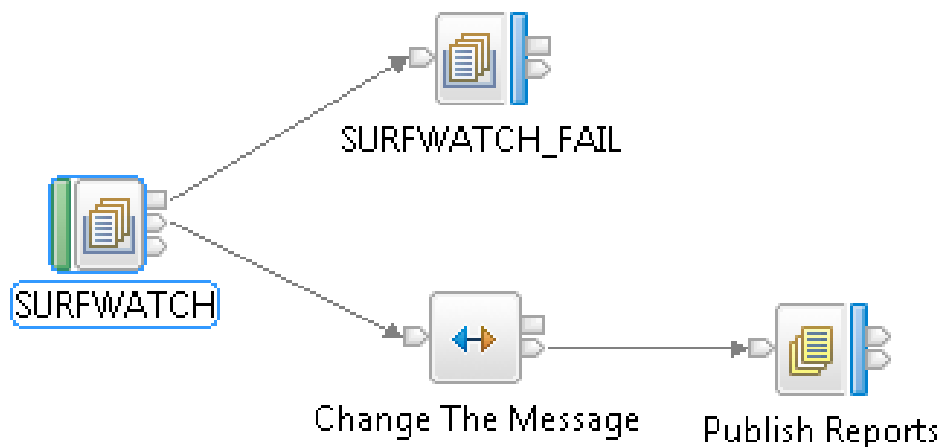 SURFWATCH_FAIL
SURFWATCH
Change The Message
Publish Reports